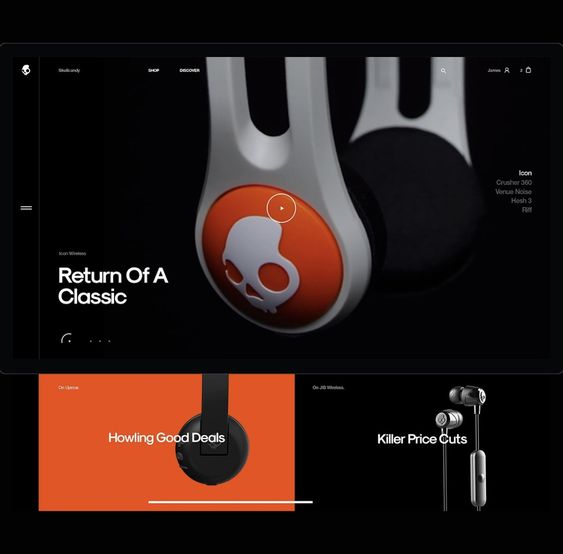 Skullcandy
SHOP
DISCOVER
James
2
Icon
Crusher 360
Venue Noise
Hesh 3
Riff
Icon Wireless
Return Of A
Classic
On Uproar.
On JIB Wireless.
Howling Good Deals
Killer Price Cuts